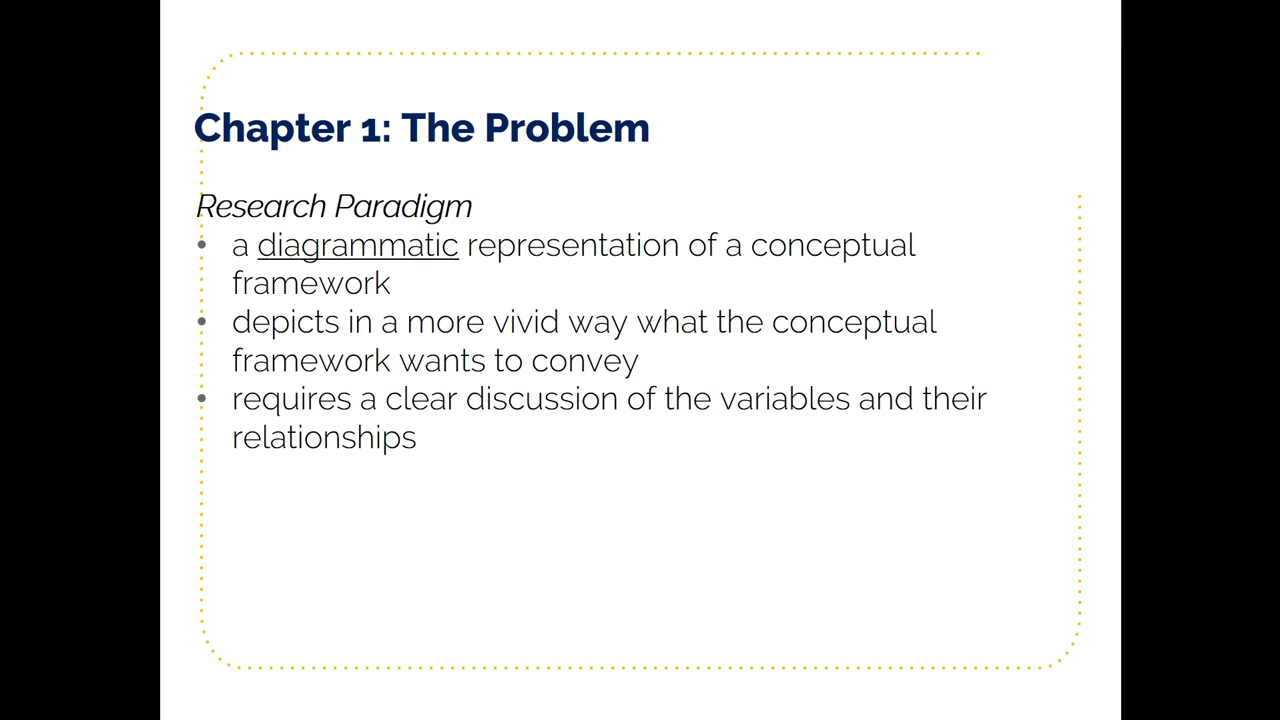 Chapter 1: The Problem
Research Paradigm
• a diagrammatic representation of a conceptual
framework
• depicts in a more vivid way what the conceptual
framework wants to convey
• requires a clear discussion of the variables and their
relationships